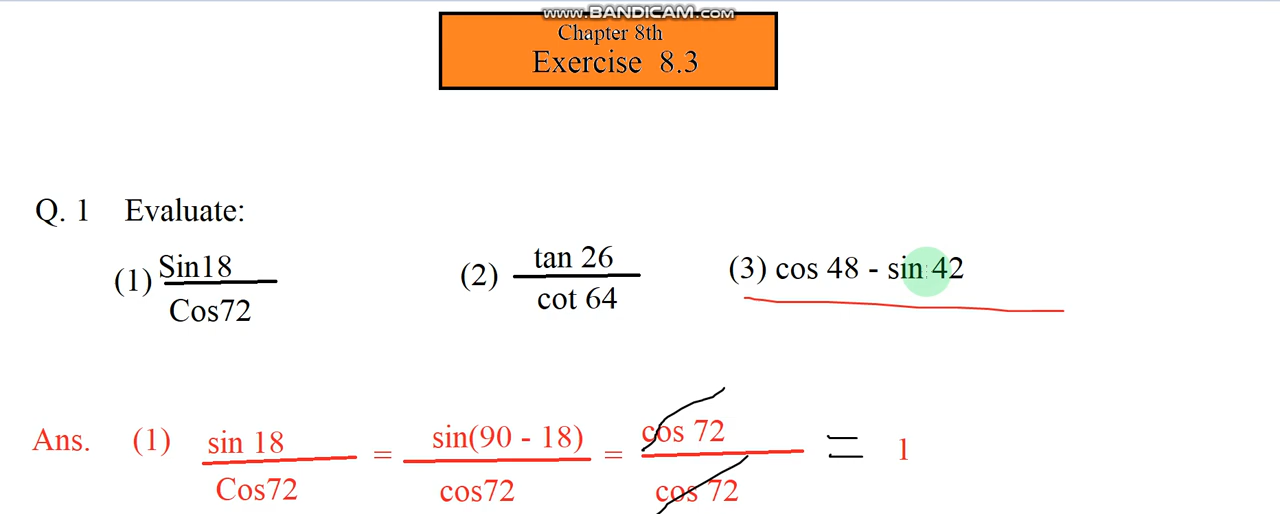 www.BANDICAM.com
Chapter 8th
Exercise 8.3
Q. 1 Evaluate:
(1) Sin18 / Cos72 (2) tan 26 / cot 64 (3) cos 48 - sin 42
Ans. (1) sin 18 / Cos72 = sin(90 - 18) / cos72 = cos 72 / cos 72 = 1